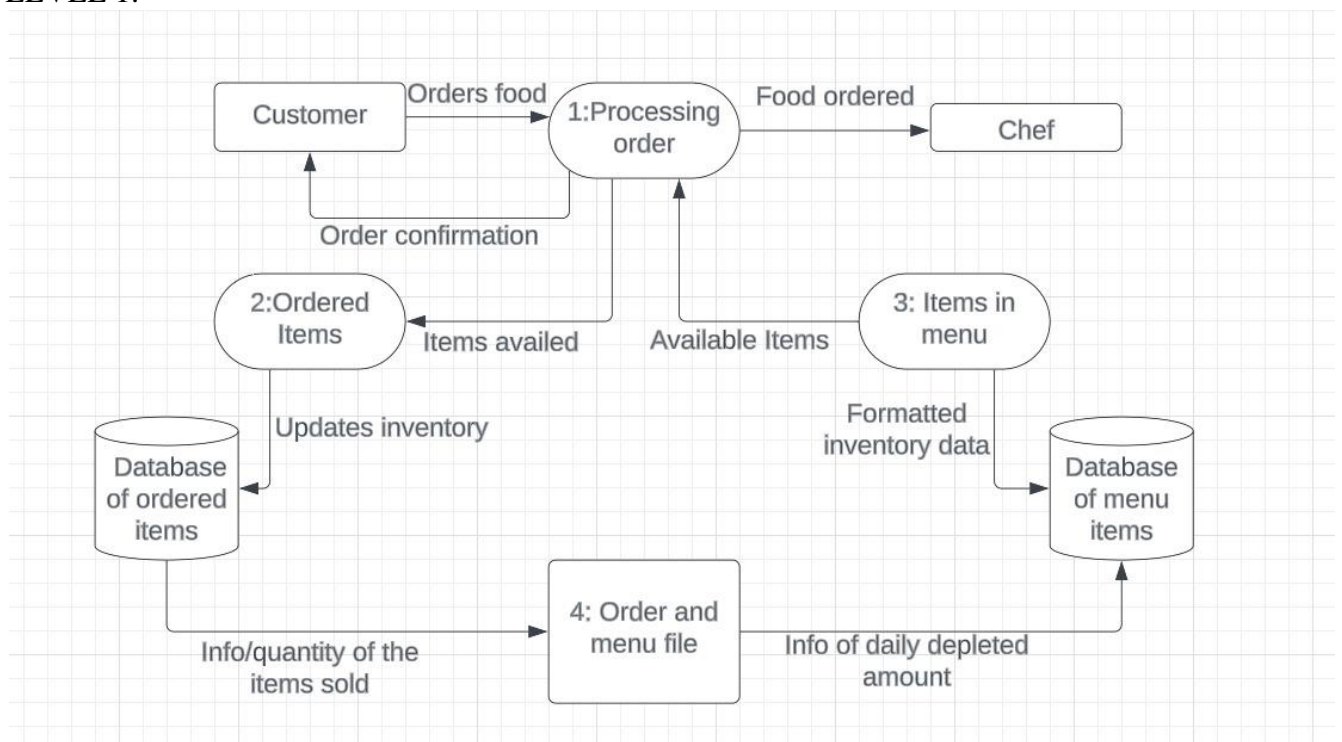 LEVEL 1:
Customer
Orders food
1:Processing
order
Food ordered
Chef
Order confirmation
2:Ordered
Items
Items availed
Available Items
3: Items in
menu
Updates inventory
Formatted
inventory data
Database
of ordered
items
Database
of menu
items
4: Order and
menu file
Info/quantity of the
items sold
Info of daily depleted
amount